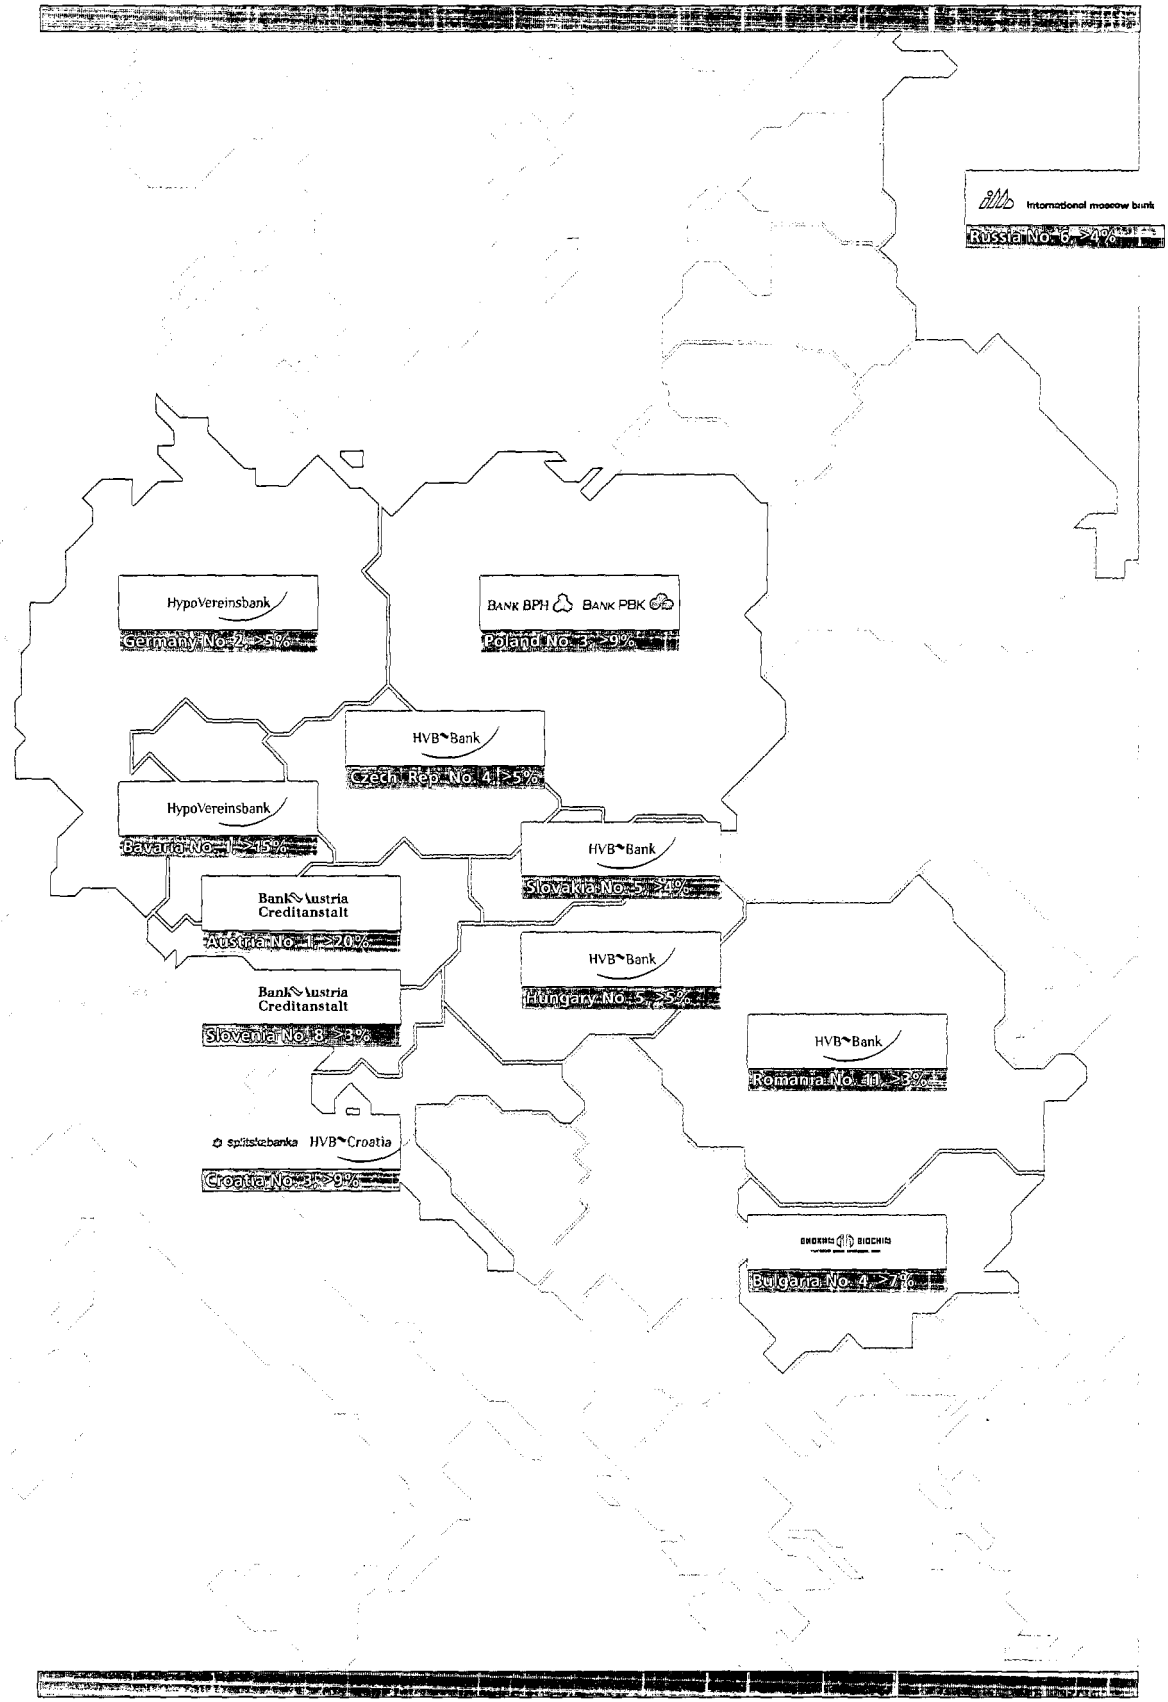 International moscow bank
Russia No. 6, >4%
HypoVereinsbank
Germany No. 2, >5%
BANK BPH BANK PBK
Poland No. 3, >9%
HVB Bank
Czech. Rep. No. 4, >5%
HypoVereinsbank
Bavaria No. 1, >15%
HVB Bank
Slovakia No. 5, >4%
Bank Austria
Creditanstalt
Austria No. 1, >20%
HVB Bank
Hungary No. 5, >5%
Bank Austria
Creditanstalt
Slovenia No. 8 >3%
HVB Bank
Romania No. 11, >3%
splitskabanka HVB Croatia
Croatia No. 3, >9%
BIOCHIM
Bulgaria No. 4, >7%